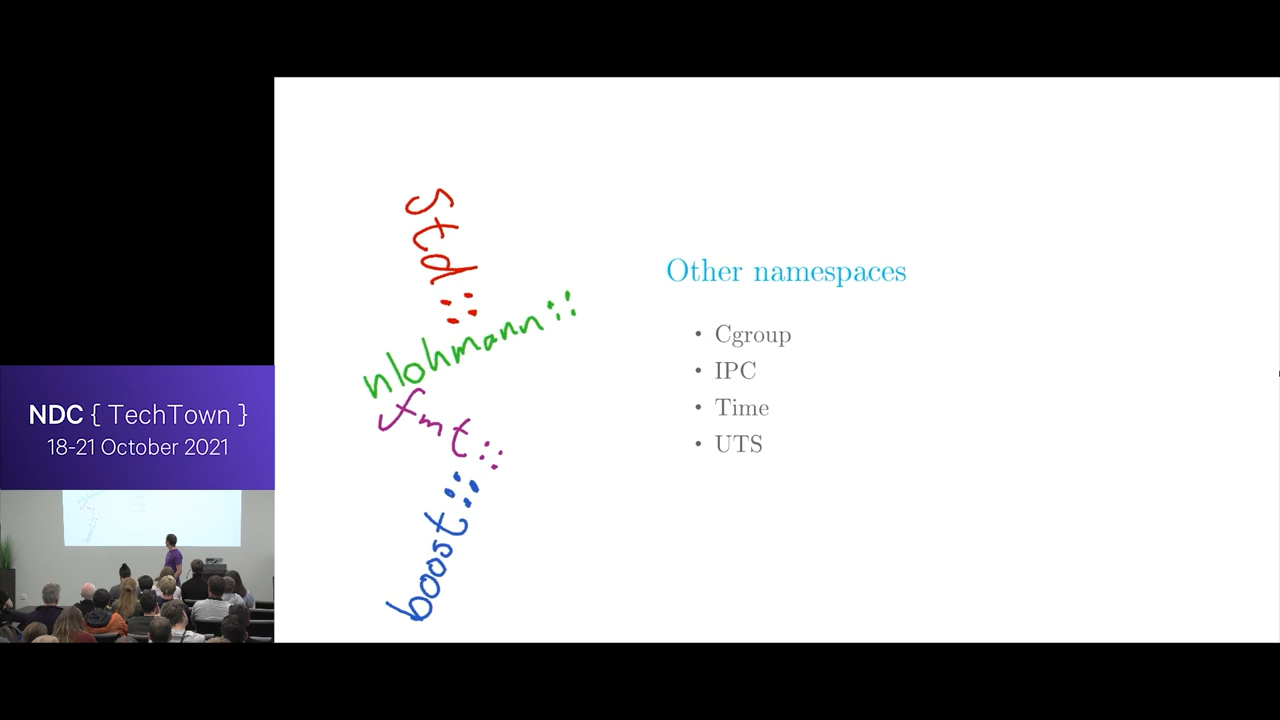 std::
nlohmann::
fmt::
boost::
Other namespaces
• Cgroup
• IPC
• Time
• UTS
NDC { TechTown }
18-21 October 2021